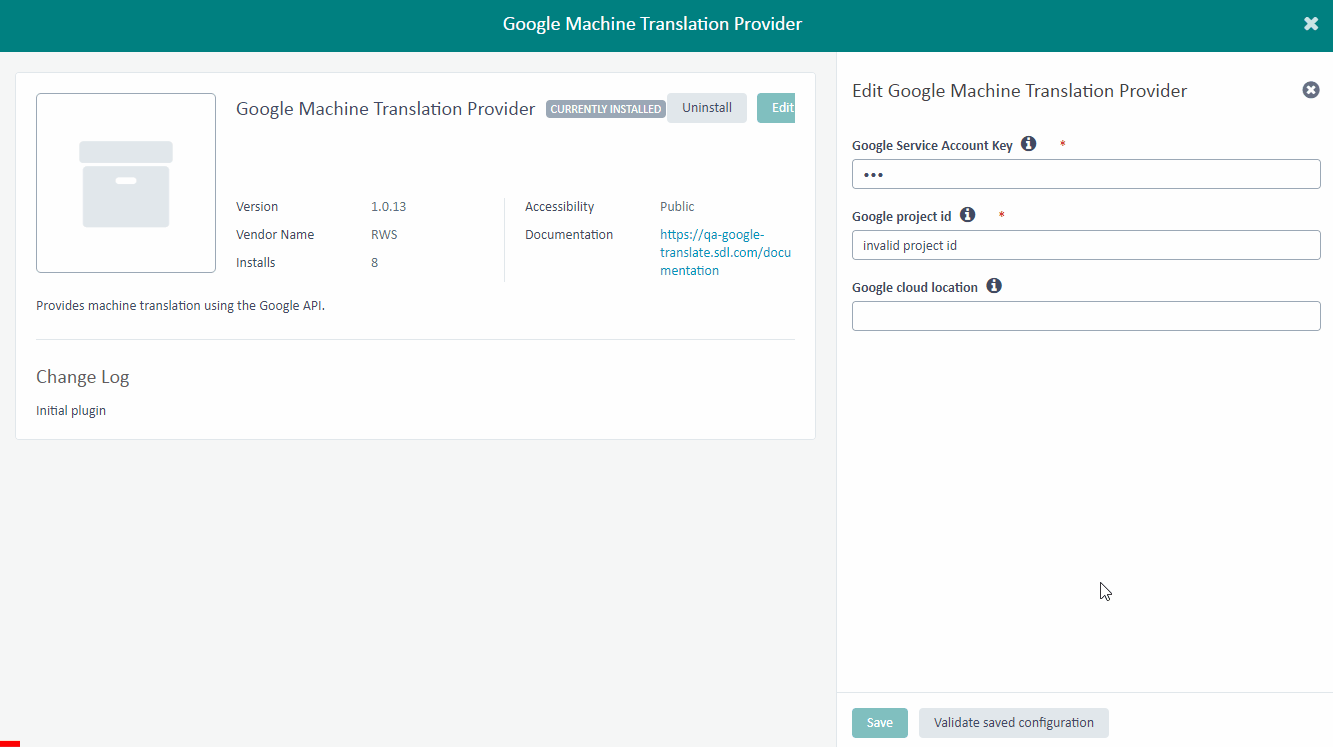 Google Machine Translation Provider
Google Machine Translation Provider CURRENTLY INSTALLED Uninstall Edit
Version 1.0.13
Vendor Name RWS
Installs 8
Accessibility Public
Documentation https://qa-google-
translate.sdl.com/docu
mentation
Provides machine translation using the Google API.
Change Log
Initial plugin
Edit Google Machine Translation Provider
Google Service Account Key *
•••
Google project id *
invalid project id
Google cloud location
Save Validate saved configuration